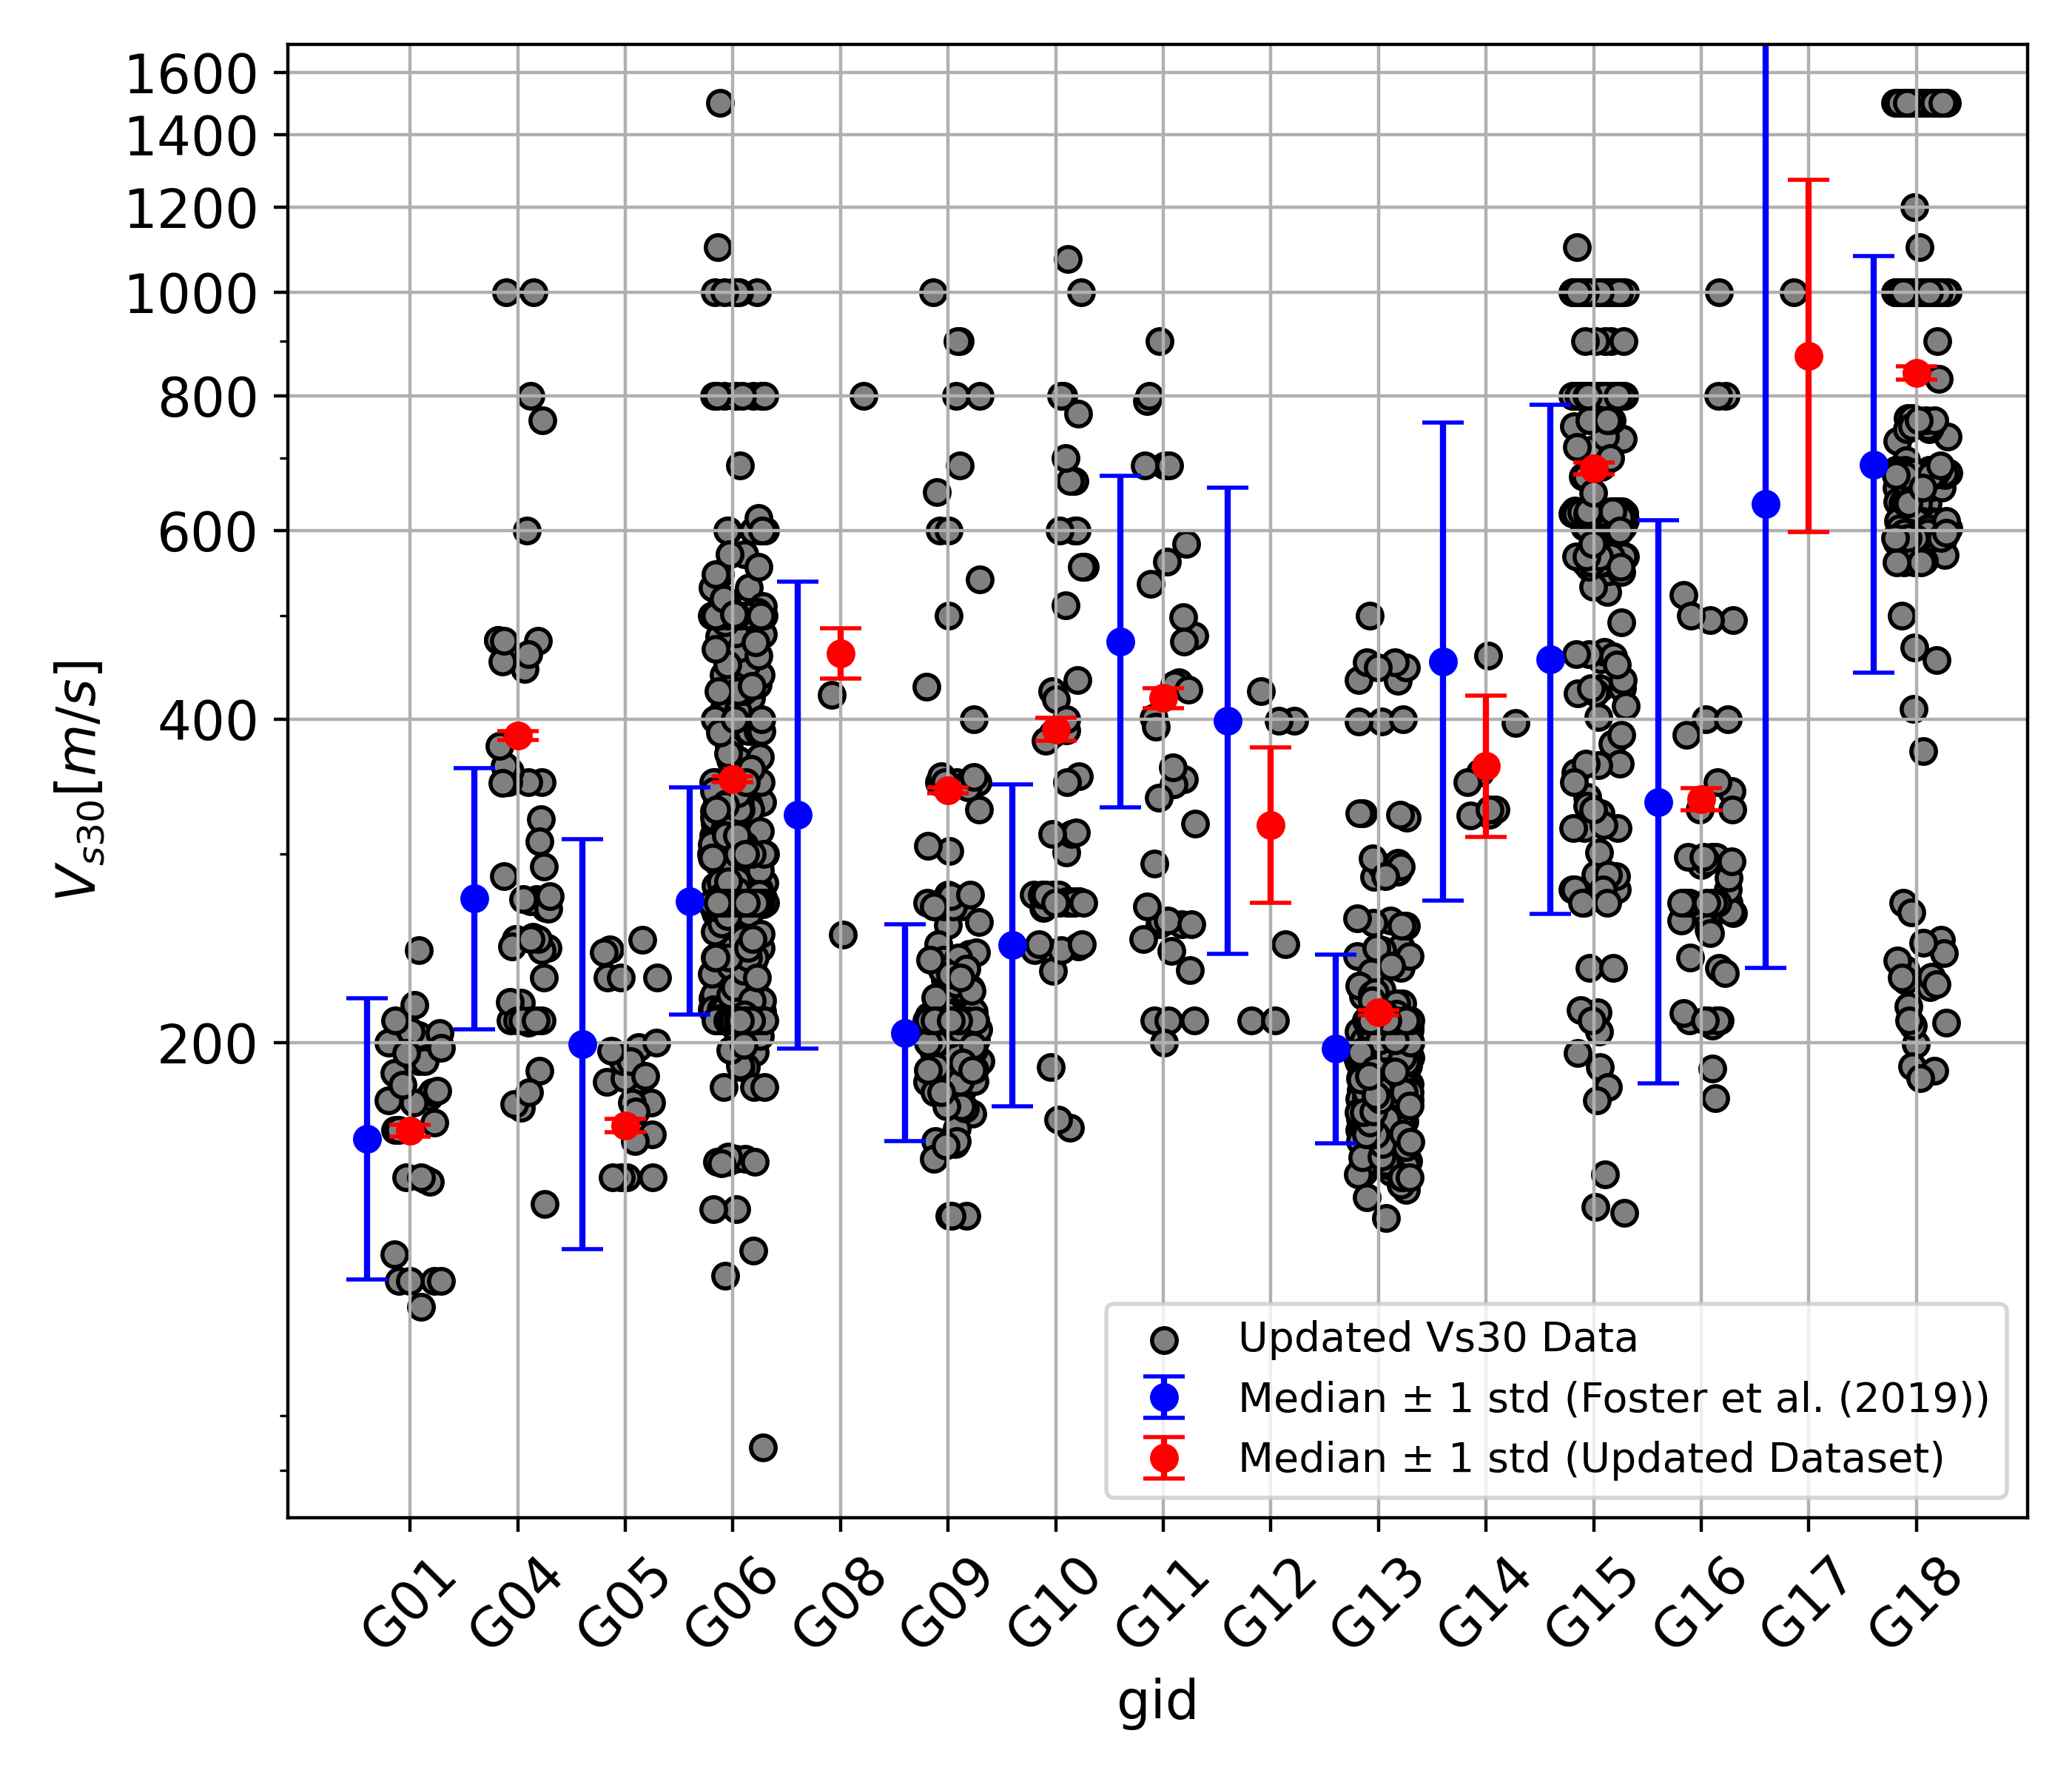 1600
1400
1200
1000
800
600
400
200
V_{s30}[m/s]
G01 G04 G05 G06 G08 G09 G10 G11 G12 G13 G14 G15 G16 G17 G18
gid
Updated Vs30 Data
Median ± 1 std (Foster et al. (2019))
Median ± 1 std (Updated Dataset)